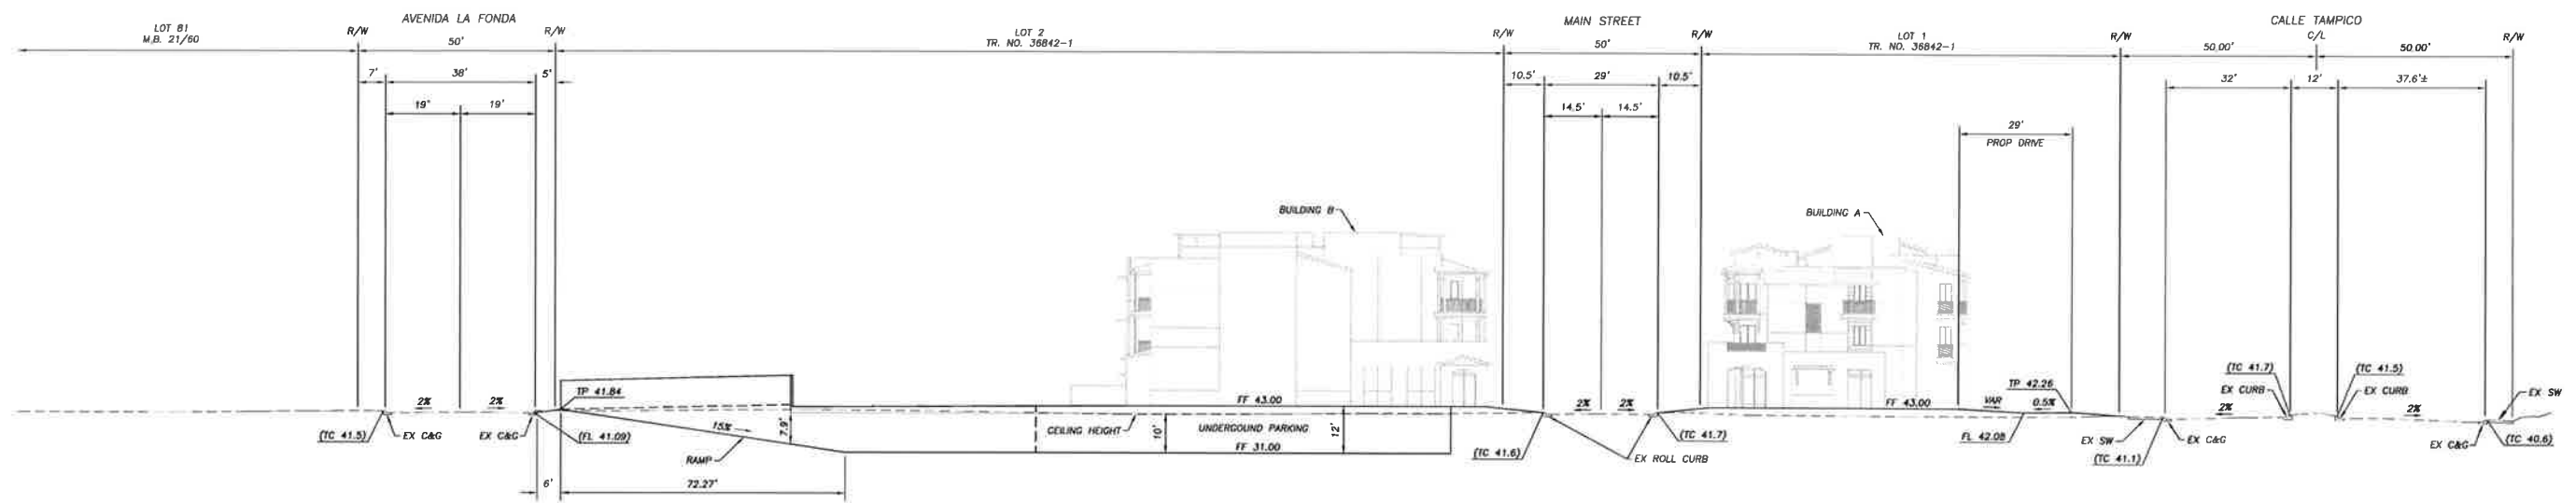 AVENIDA LA FONDA
MAIN STREET
CALLE TAMPICO
LOT 81
M.B. 21/60
R/W
50'
R/W
LOT 2
TR. NO. 36842-1
R/W
50'
R/W
LOT 1
TR. NO. 36842-1
R/W
50.00'
C/L
50.00'
R/W
7'
38'
5'
10.5'
29'
10.5'
32'
12'
37.6'±
19'
19'
14.5'
14.5'
29'
PROP DRIVE
BUILDING B
BUILDING A
TP 41.84
2%
2%
(TC 41.5)
EX C&G
EX C&G
(FL 41.09)
15%
RAMP
7.9'
6'
72.27'
FF 43.00
CEILING HEIGHT
10'
UNDERGOUND PARKING
FF 31.00
12'
2%
2%
(TC 41.6)
EX ROLL CURB
(TC 41.7)
FF 43.00
VAR
TP 42.26
0.5%
FL 42.08
EX SW
(TC 41.1)
EX C&G
2%
(TC 41.7)
EX CURB
(TC 41.5)
EX CURB
2%
EX SW
EX C&G
(TC 40.6)